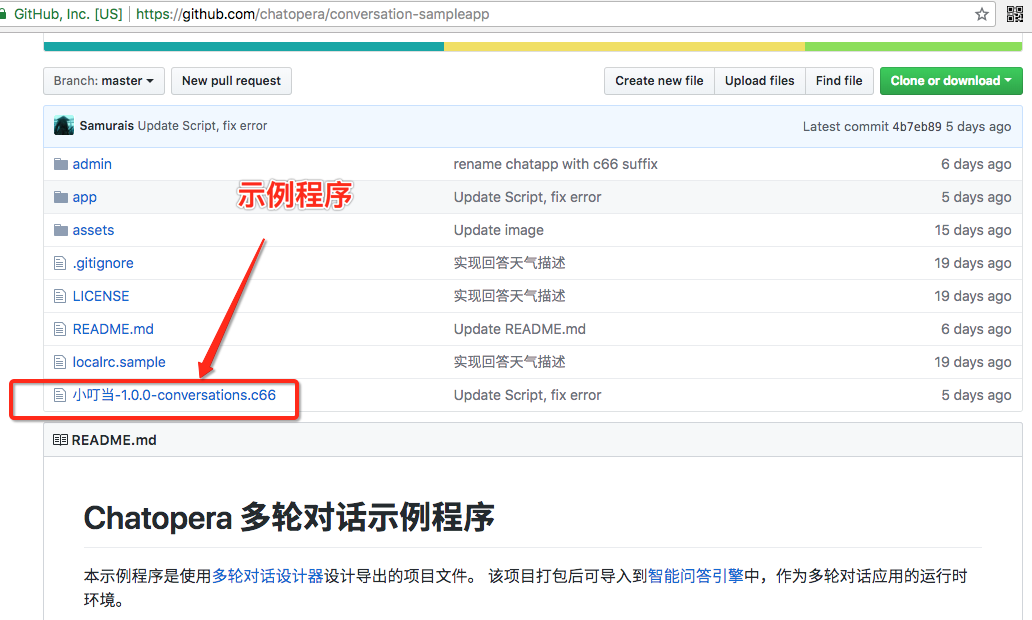 GitHub, Inc. [US] https://github.com/chatopera/conversation-sampleapp
Branch: master New pull request Create new file Upload files Find file Clone or download
Samurais Update Script, fix error Latest commit 4b7eb89 5 days ago
admin rename chatapp with c66 suffix 6 days ago
示例程序
app Update Script, fix error 5 days ago
assets Update image 15 days ago
.gitignore 实现回答天气描述 19 days ago
LICENSE 实现回答天气描述 19 days ago
README.md Update README.md 6 days ago
localrc.sample 实现回答天气描述 19 days ago
小叮当-1.0.0-conversations.c66 Update Script, fix error 5 days ago
README.md
Chatopera 多轮对话示例程序
本示例程序是使用多轮对话设计器设计导出的项目文件。 该项目打包后可导入到智能问答引擎中，作为多轮对话应用的运行时
环境。